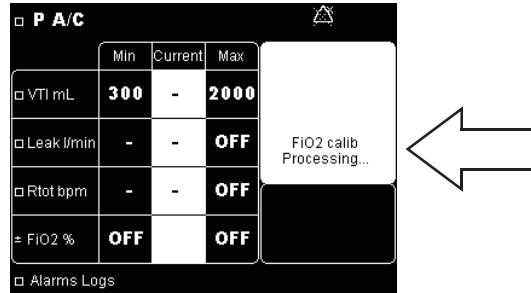 P A/C
Min Current Max
VTI mL 300 - 2000
Leak l/min - - OFF
Rtot bpm - - OFF
± FiO2 % OFF OFF
FiO2 calib
Processing...
Alarms Logs